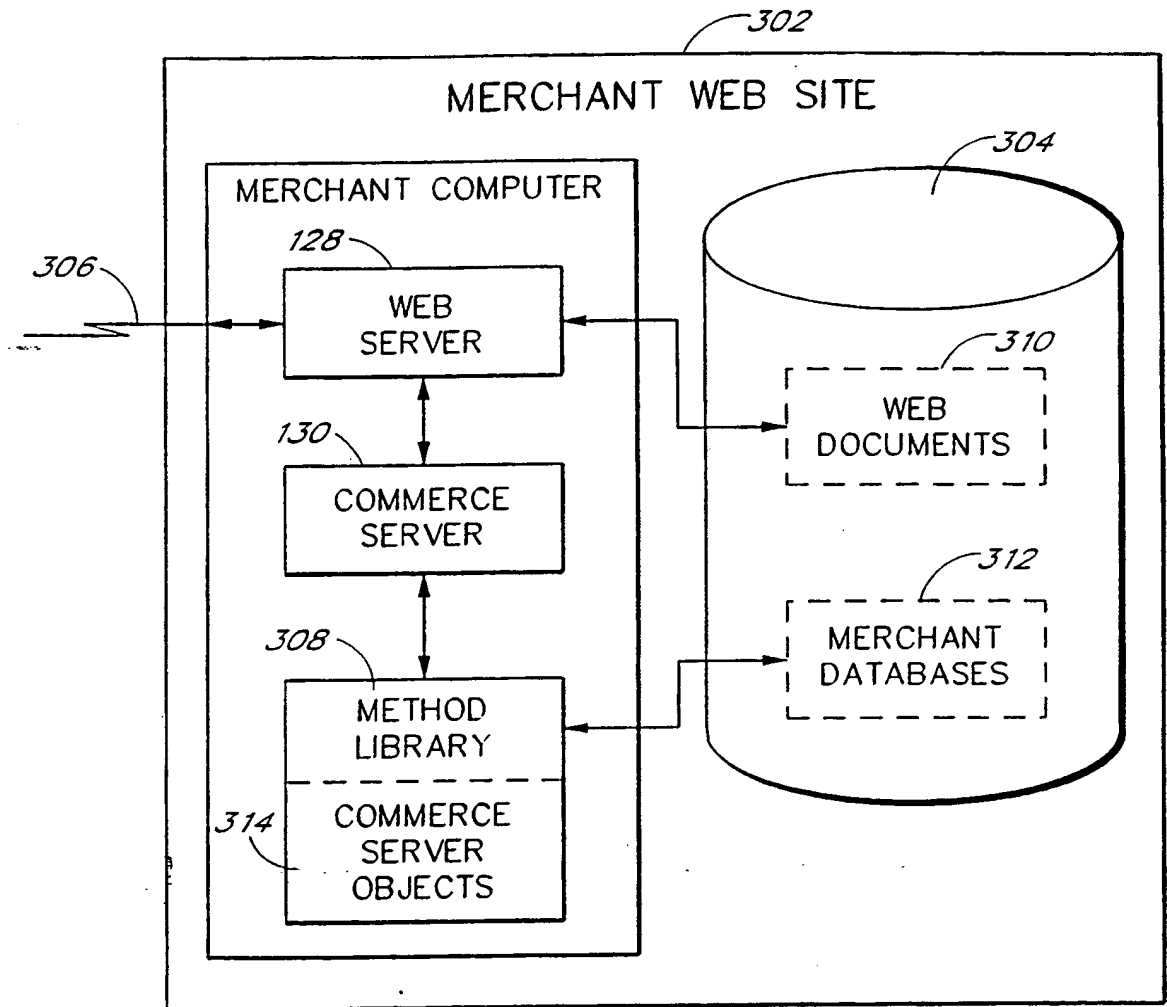 302
MERCHANT WEB SITE
304
MERCHANT COMPUTER
128
306
WEB
SERVER
310
WEB
DOCUMENTS
130
COMMERCE
SERVER
312
MERCHANT
DATABASES
308
METHOD
LIBRARY
314
COMMERCE
SERVER
OBJECTS